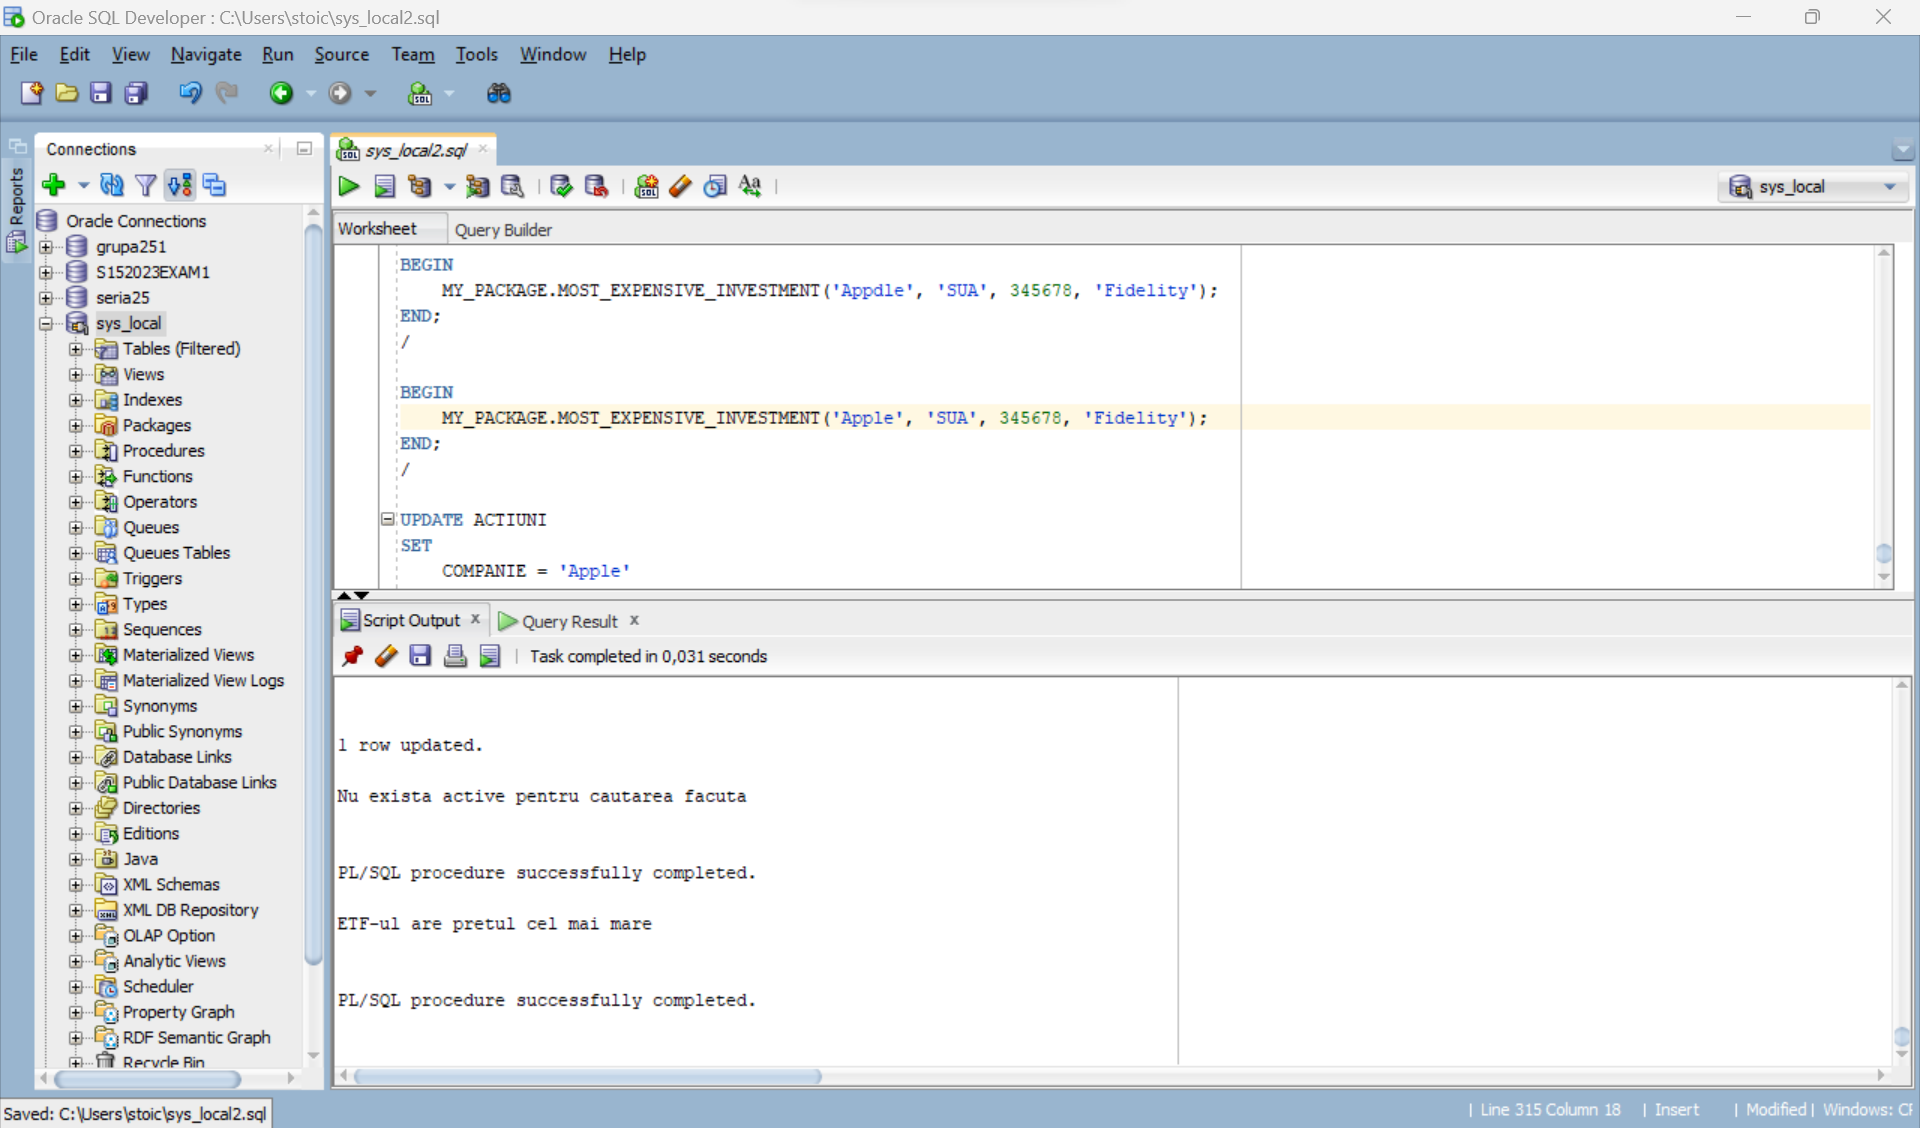 Oracle SQL Developer : C:\Users\stoic\sys_local2.sql
File Edit View Navigate Run Source Team Tools Window Help
Reports
Connections
Oracle Connections
grupa251
S152023EXAM1
seria25
sys_local
Tables (Filtered)
Views
Indexes
Packages
Procedures
Functions
Operators
Queues
Queues Tables
Triggers
Types
Sequences
Materialized Views
Materialized View Logs
Synonyms
Public Synonyms
Database Links
Public Database Links
Directories
Editions
Java
XML Schemas
XML DB Repository
OLAP Option
Analytic Views
Scheduler
Property Graph
RDF Semantic Graph
Recycle Bin
sys_local2.sql
sys_local
Worksheet Query Builder
BEGIN
MY_PACKAGE.MOST_EXPENSIVE_INVESTMENT('Appdle', 'SUA', 345678, 'Fidelity');
END;
/
BEGIN
MY_PACKAGE.MOST_EXPENSIVE_INVESTMENT('Apple', 'SUA', 345678, 'Fidelity');
END;
/
UPDATE ACTIUNI
SET
COMPANIE = 'Apple'
Script Output Query Result
Task completed in 0,031 seconds
1 row updated.
Nu exista active pentru cautarea facuta
PL/SQL procedure successfully completed.
ETF-ul are pretul cel mai mare
PL/SQL procedure successfully completed.
Saved: C:\Users\stoic\sys_local2.sql
Line 315 Column 18 | Insert | Modified | Windows: